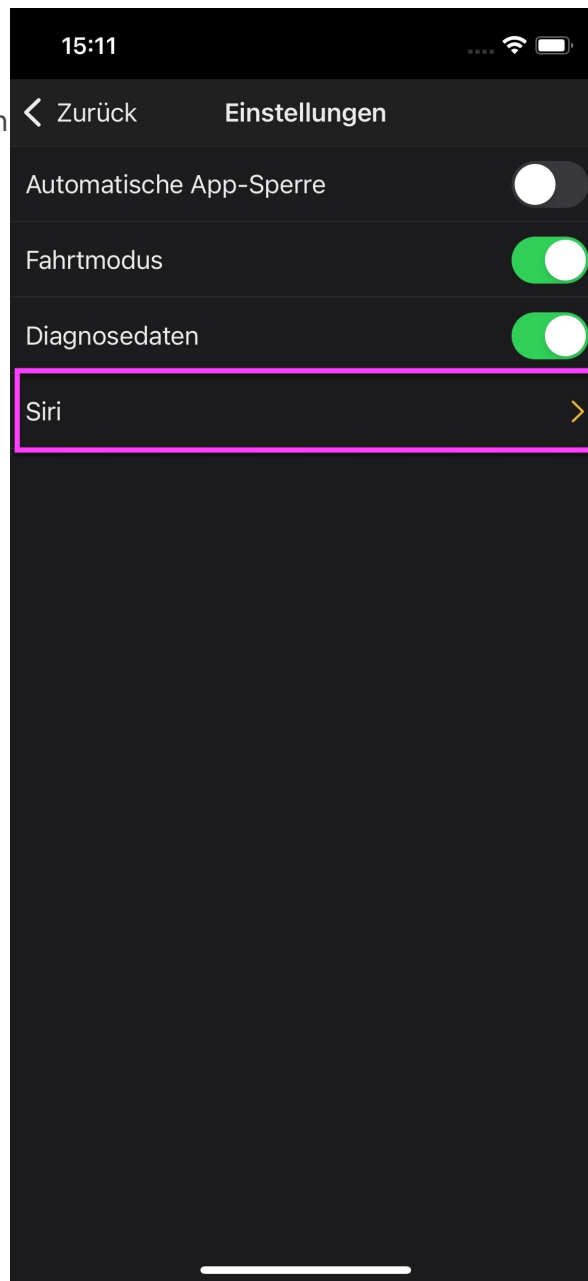 15:11
Zurück
Einstellungen
Automatische App-Sperre
Fahrtmodus
Diagnosedaten
Siri